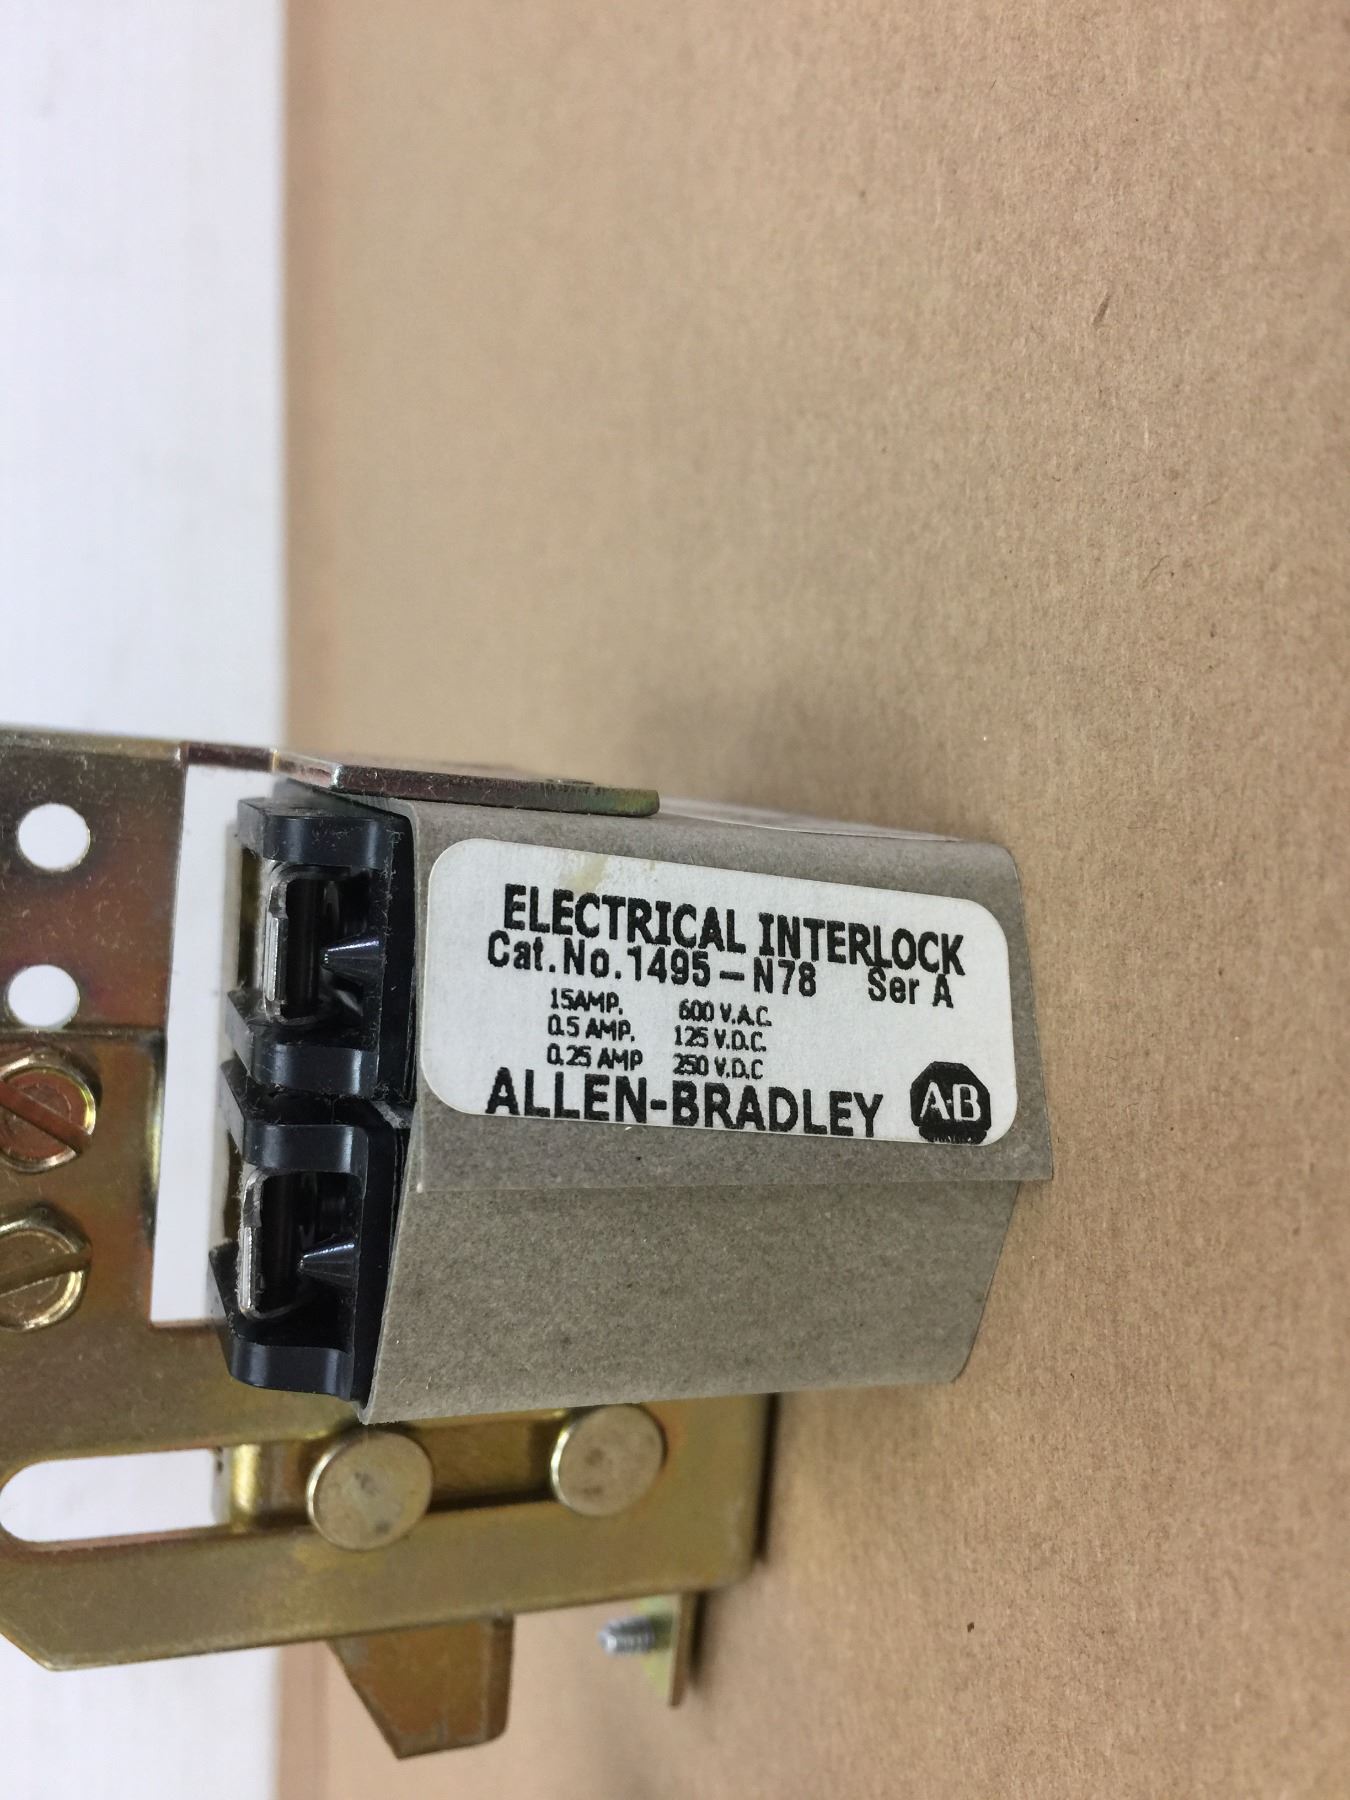 ELECTRICAL INTERLOCK
Cat.No.1495-N78 Ser A
15AMP. 600 V.A.C.
0.5 AMP. 125 V.D.C.
0.25 AMP 250 V.D.C
ALLEN-BRADLEY A-B